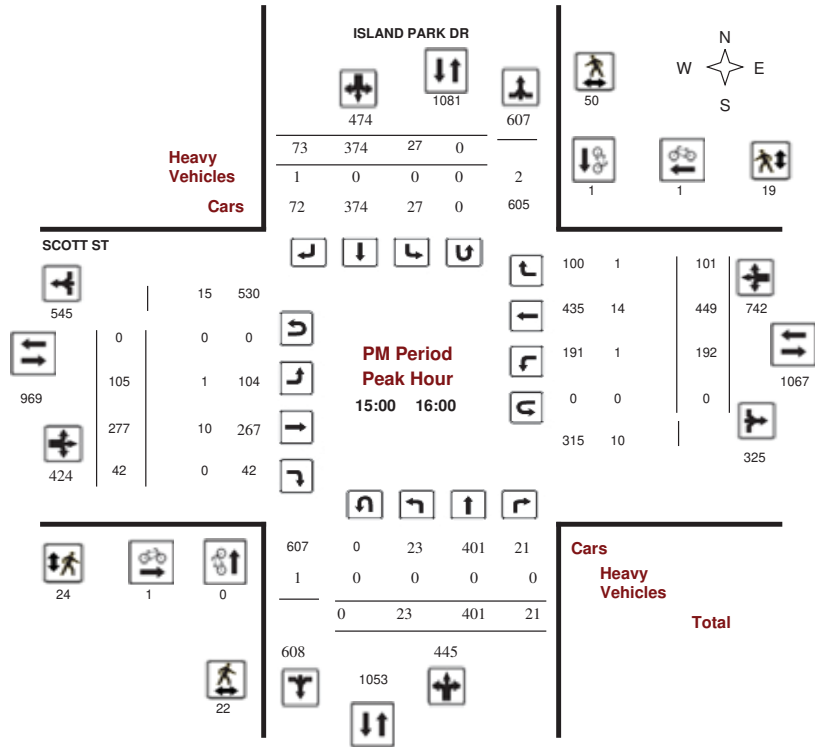 ISLAND PARK DR
N
W E
S
1081
50
474 607
73 374 27 0
Heavy
Vehicles
1 0 0 0 2
Cars
72 374 27 0 605
1 1 19
SCOTT ST
545
15 530
100 1 101
742
0 0 0
435 14 449
969
PM Period
Peak Hour
15:00 16:00
105 1 104
191 1 192
1067
277 10 267
0 0 0
424
42 0 42
315 10
325
607 0 23 401 21
Cars
1 0 0 0 0
Heavy
Vehicles
24 1 0
0 23 401 21
Total
608 445
1053
22